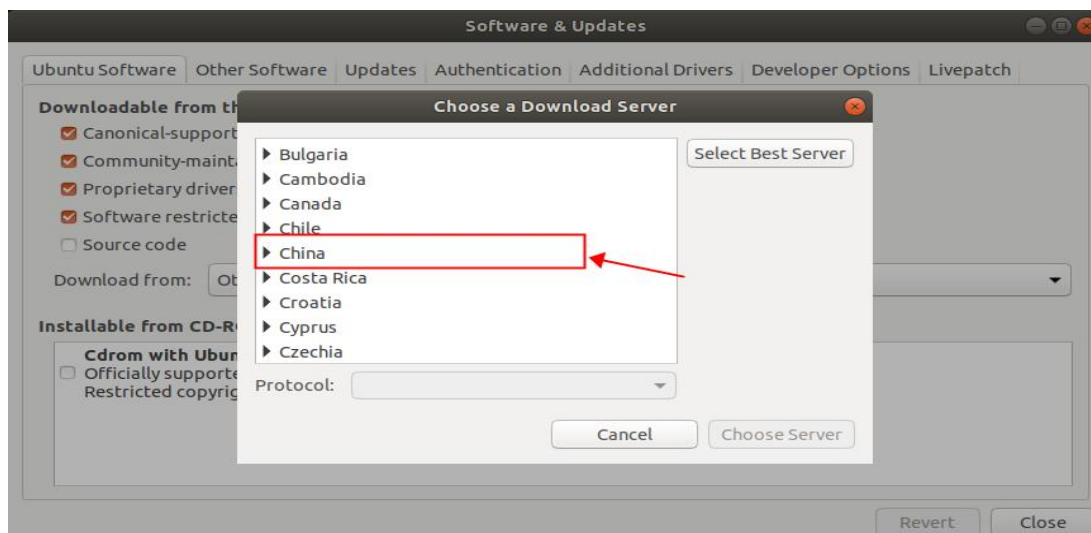 Software & Updates
Ubuntu Software Other Software Updates Authentication Additional Drivers Developer Options Livepatch
Downloadable from
Choose a Download Server
Canonical-support
Community-maint
Proprietary driver
Software restricte
Source code
Download from:
Bulgaria
Cambodia
Canada
Chile
China
Costa Rica
Croatia
Cyprus
Czechia
Select Best Server
Protocol:
Cancel Choose Server
Installable from CD-R
Cdrom with Ubun
Officially supporte
Restricted copyrig
Revert Close